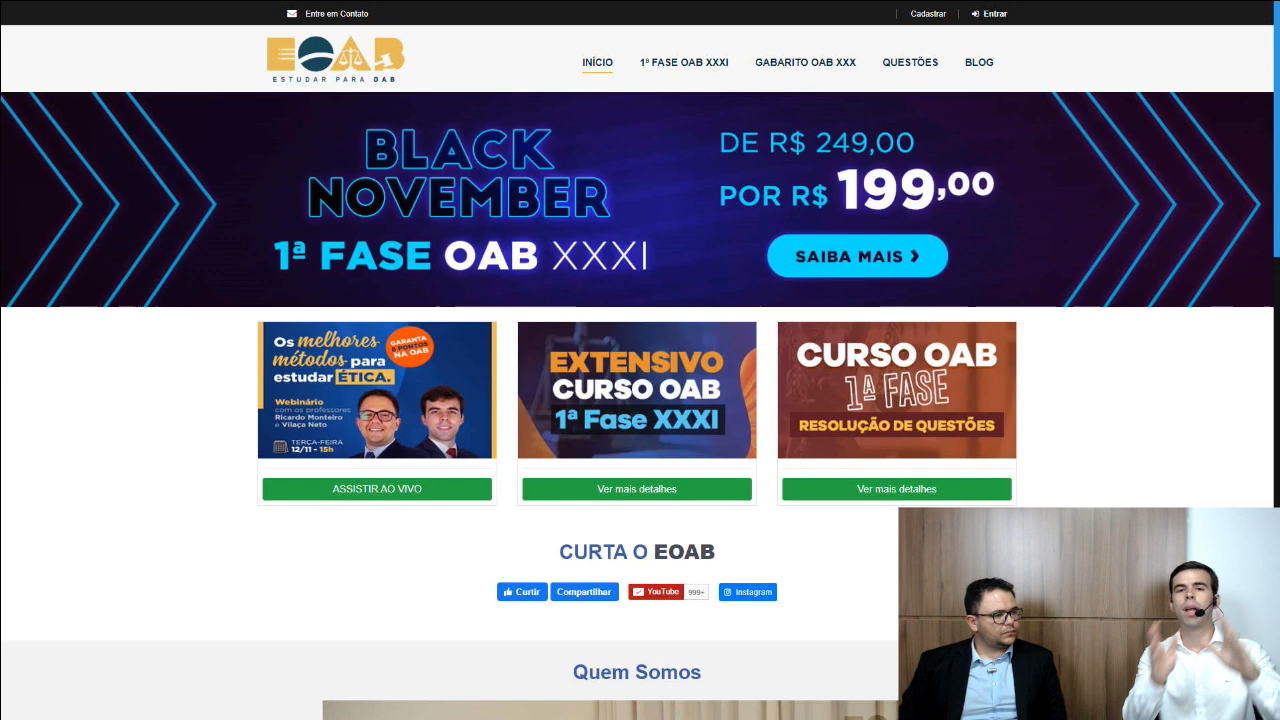 Entre em Contato
Cadastrar
Entrar
EOAB
ESTUDAR PARA OAB
INÍCIO
1ª FASE OAB XXXI
GABARITO OAB XXX
QUESTÕES
BLOG
BLACK
NOVEMBER
1ª FASE OAB XXXI
DE R$ 249,00
POR R$ 199,00
SAIBA MAIS
Os melhores
métodos para
estudar ÉTICA.
GARANTA
8 PONTOS
NA OAB
Webinário
com os professores
Ricardo Monteiro
e Vilaça Neto
TERÇA-FEIRA
12/11 - 15h
ASSISTIR AO VIVO
EXTENSIVO
CURSO OAB
1ª Fase XXXI
Ver mais detalhes
CURSO OAB
1ª FASE
RESOLUÇÃO DE QUESTÕES
Ver mais detalhes
CURTA O EOAB
Curtir
Compartilhar
YouTube
999+
Instagram
Quem Somos